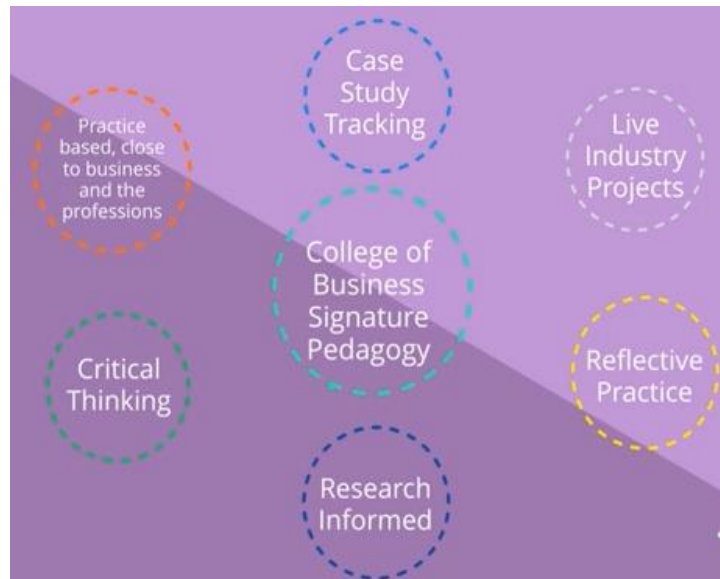 Case
Study
Tracking
Practice
based, close
to business
and the
professions
Live
Industry
Projects
College of
Business
Signature
Pedagogy
Critical
Thinking
Reflective
Practice
Research
Informed